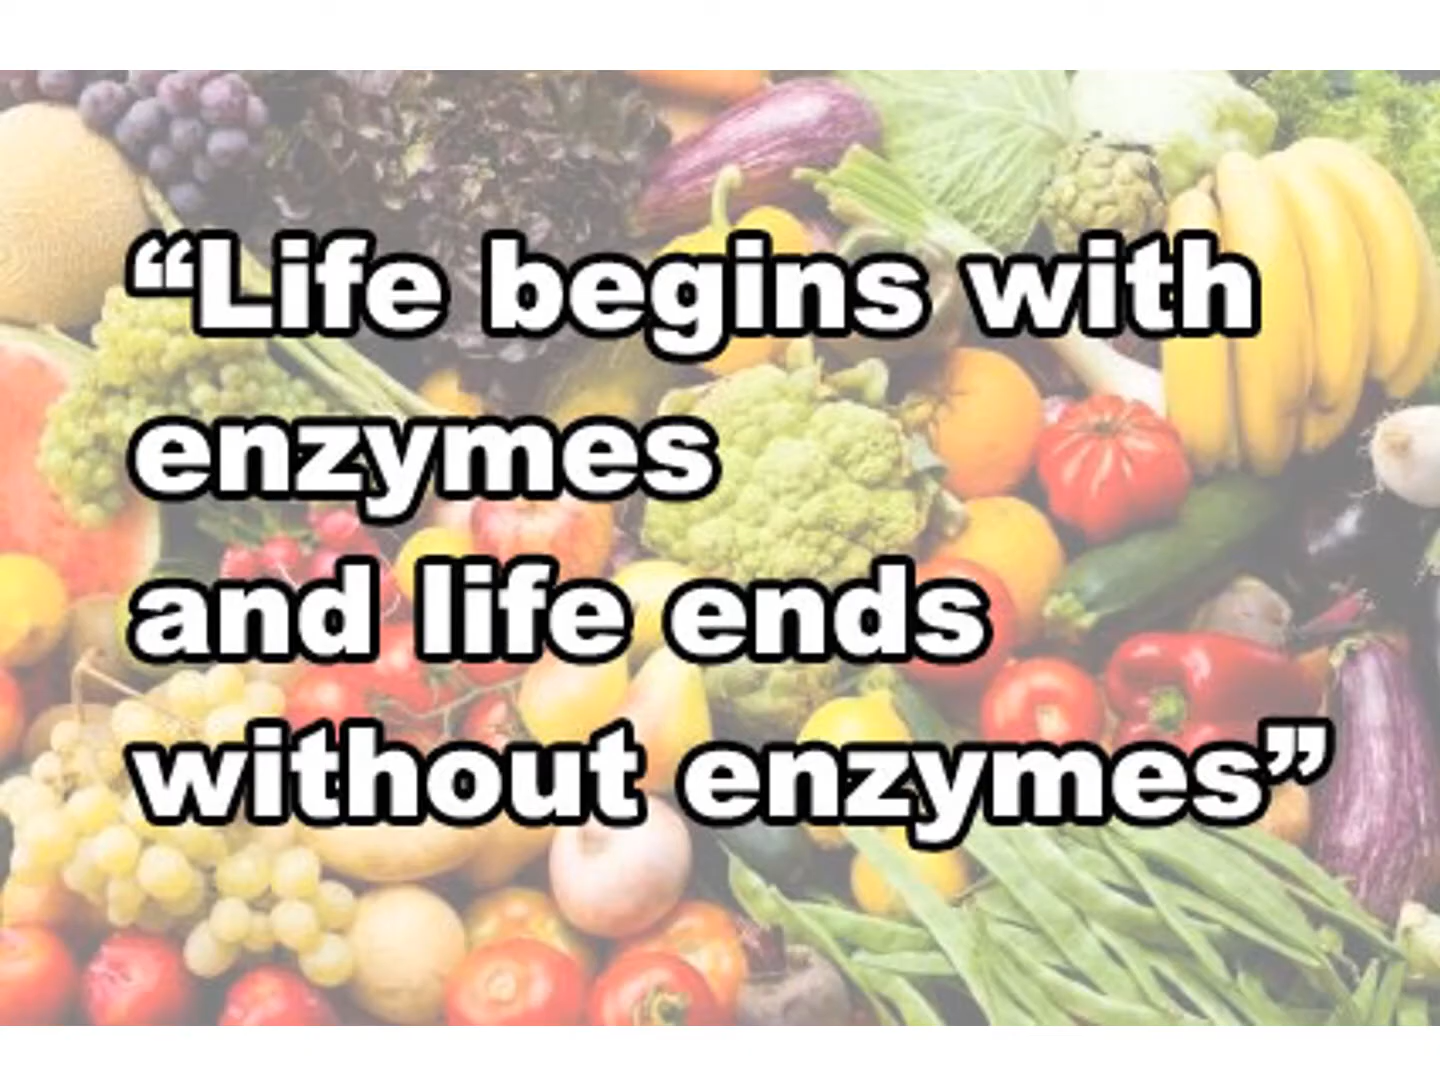 “Life begins with
enzymes
and life ends
without enzymes”